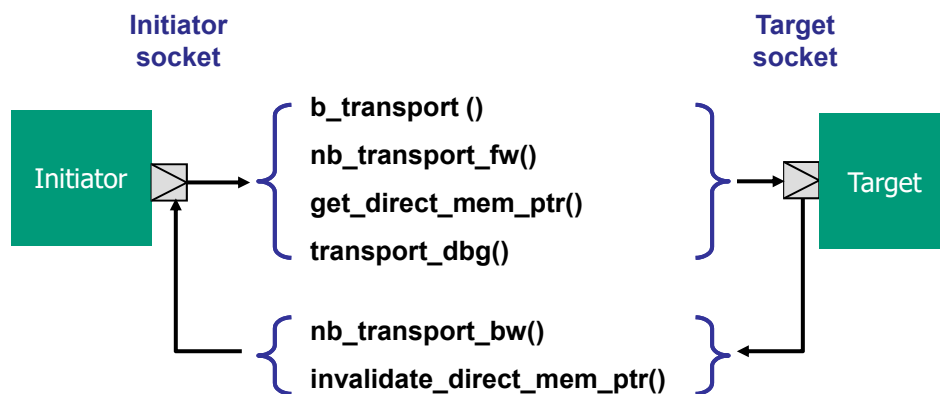 Initiator
socket
Target
socket
b_transport ()
nb_transport_fw()
get_direct_mem_ptr()
transport_dbg()
Initiator
Target
nb_transport_bw()
invalidate_direct_mem_ptr()